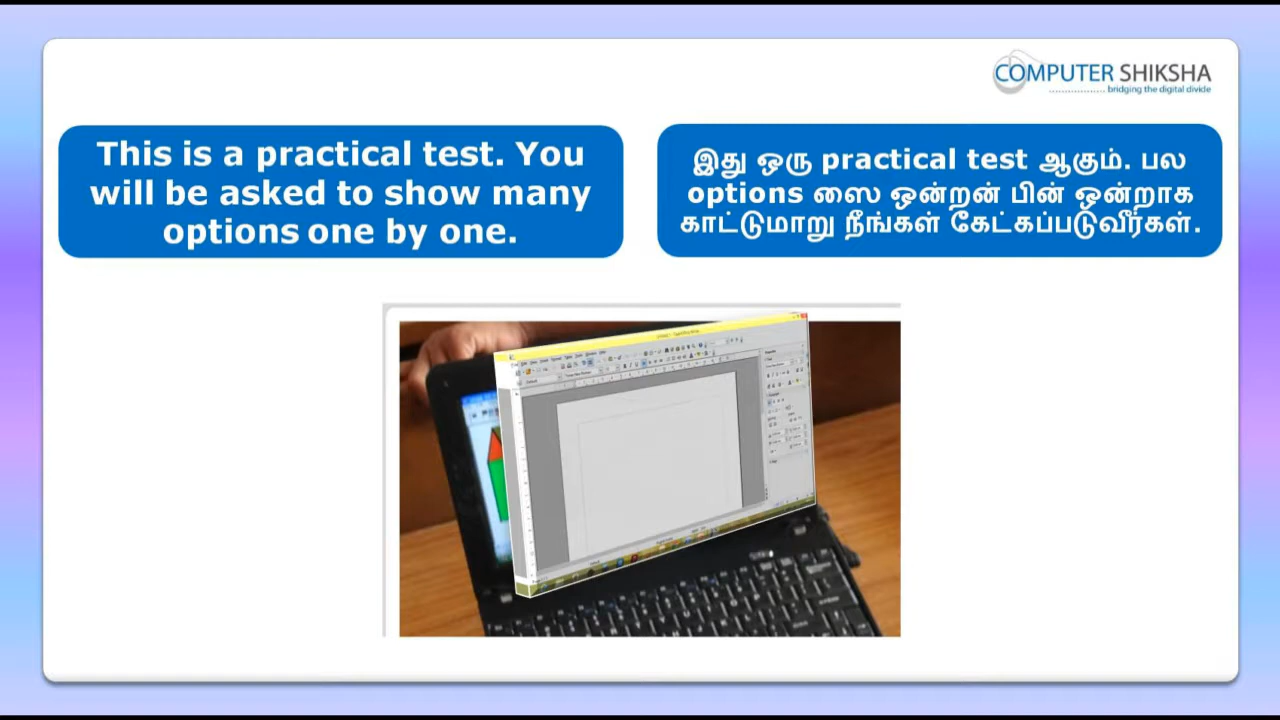 COMPUTER SHIKSHA
bridging the digital divide
This is a practical test. You
will be asked to show many
options one by one.
இது ஒரு practical test ஆகும். பல
options ஸை ஒன்றன் பின் ஒன்றாக
காட்டுமாறு நீங்கள் கேட்கப்படுவீர்கள்.